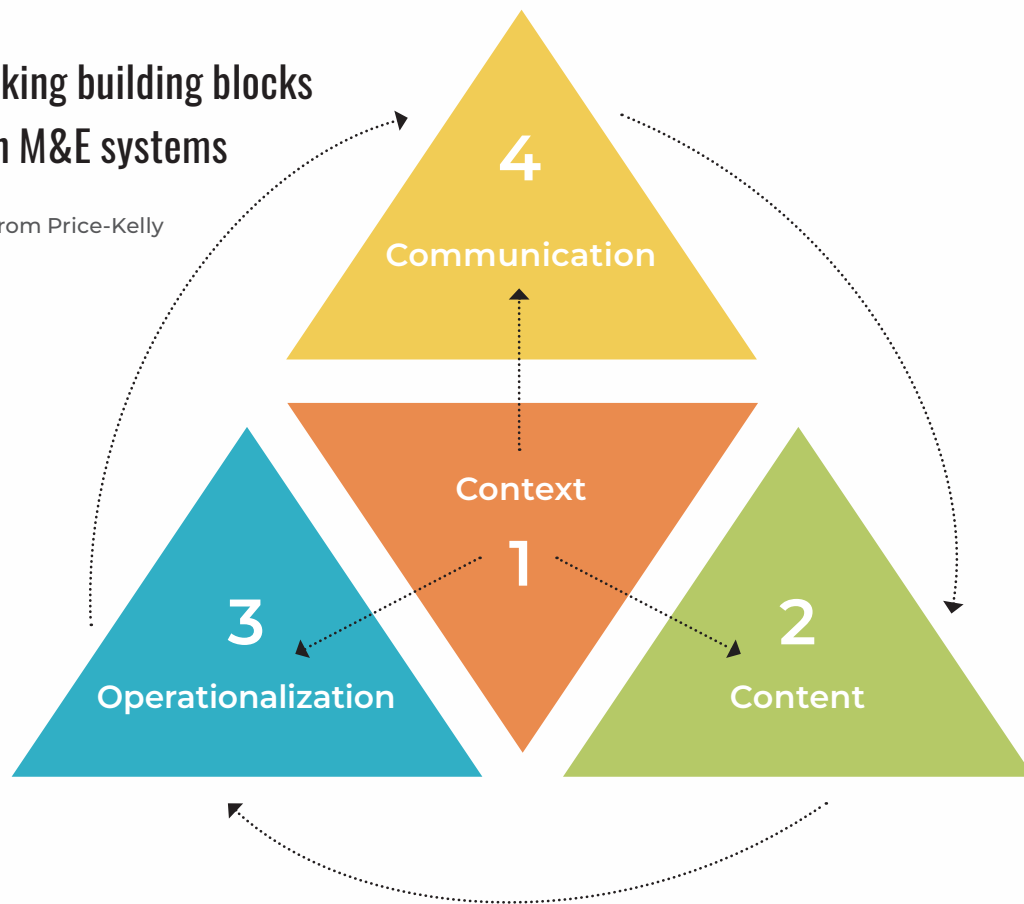 king building blocks
M&E systems
rom Price-Kelly
4
Communication
Context
1
3
Operationalization
2
Content